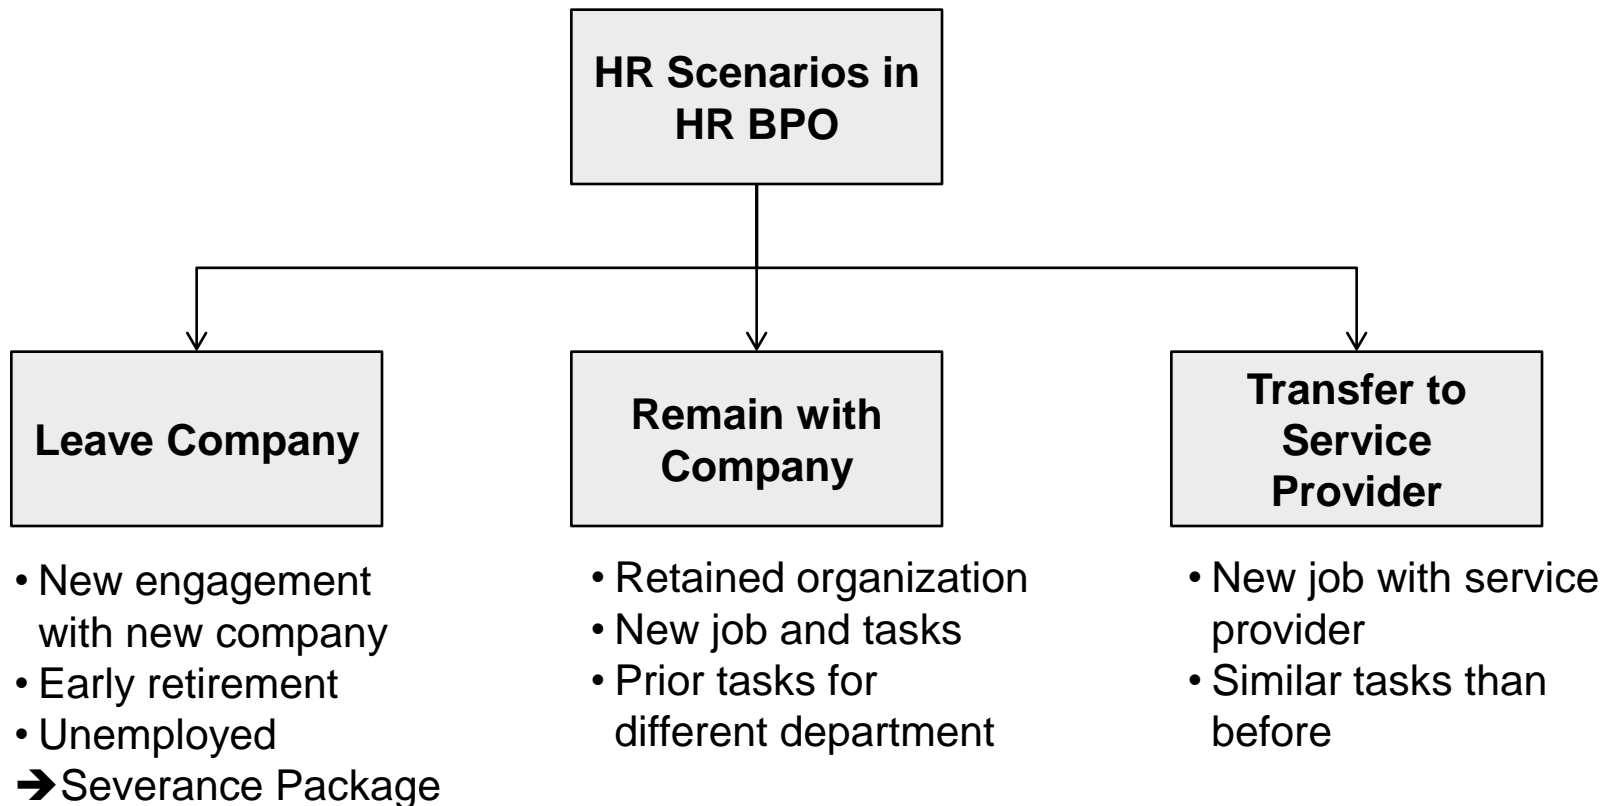 HR Scenarios in
HR BPO
Leave Company
Remain with
Company
Transfer to
Service
Provider
• New engagement
with new company
• Early retirement
• Unemployed
➔Severance Package
• Retained organization
• New job and tasks
• Prior tasks for
different department
• New job with service
provider
• Similar tasks than
before